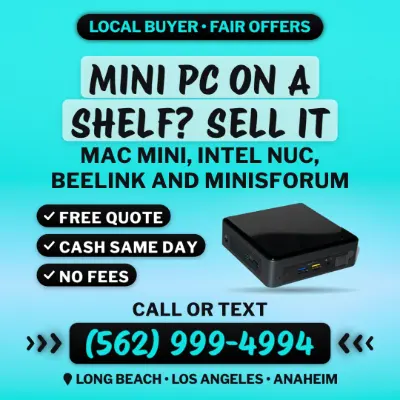 LOCAL BUYER • FAIR OFFERS
MINI PC ON A
SHELF? SELL IT
MAC MINI, INTEL NUC,
BEELINK AND MINISFORUM
FREE QUOTE
CASH SAME DAY
NO FEES
CALL OR TEXT
(562) 999-4994
LONG BEACH • LOS ANGELES • ANAHEIM